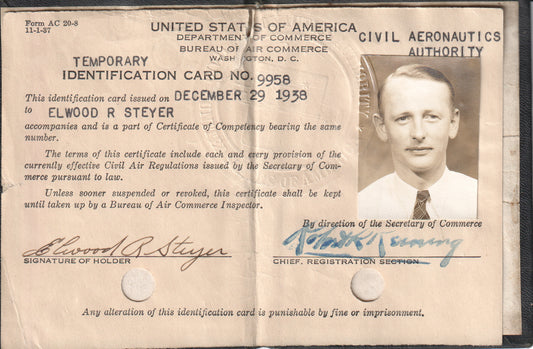 Form AC 20-8
11-1-37
UNITED STATES OF AMERICA
DEPARTMENT OF COMMERCE
BUREAU OF AIR COMMERCE
WASHINGTON, D. C.
CIVIL AERONAUTICS
AUTHORITY
TEMPORARY
IDENTIFICATION CARD NO. 9958
This identification card issued on DECEMBER 29 1938
to ELWOOD R STEYER
accompanies and is a part of Certificate of Competency bearing the same
number.
The terms of this certificate include each and every provision of the
currently effective Civil Air Regulations issued by the Secretary of Com-
merce pursuant to law.
Unless sooner suspended or revoked, this certificate shall be kept
until taken up by a Bureau of Air Commerce Inspector.
By direction of the Secretary of Commerce
Elwood R Steyer
SIGNATURE OF HOLDER
CHIEF, REGISTRATION SECTION
Any alteration of this identification card is punishable by fine or imprisonment.